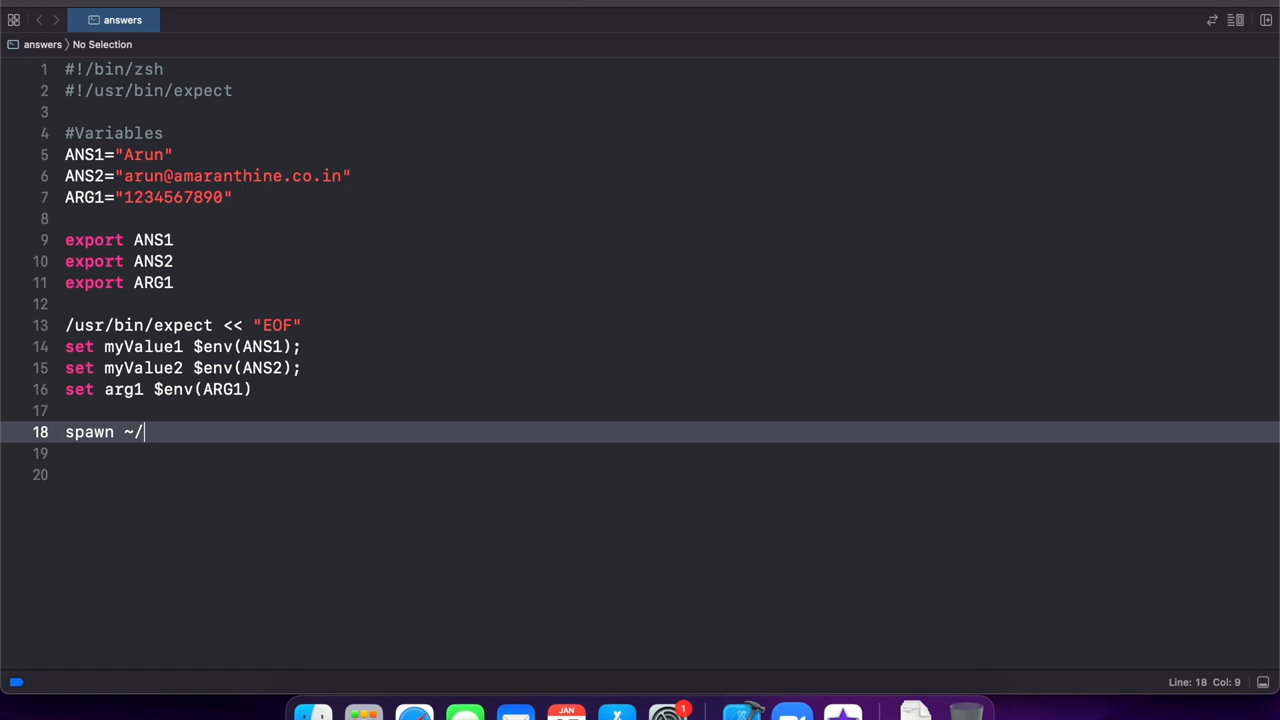 answers
answers 〉 No Selection
1 #!/bin/zsh
2 #!/usr/bin/expect
3
4 #Variables
5 ANS1="Arun"
6 ANS2="arun@amaranthine.co.in"
7 ARG1="1234567890"
8
9 export ANS1
10 export ANS2
11 export ARG1
12
13 /usr/bin/expect << "EOF"
14 set myValue1 $env(ANS1);
15 set myValue2 $env(ANS2);
16 set arg1 $env(ARG1)
17
18 spawn ~/
19
20
Line: 18 Col: 9
JAN
1